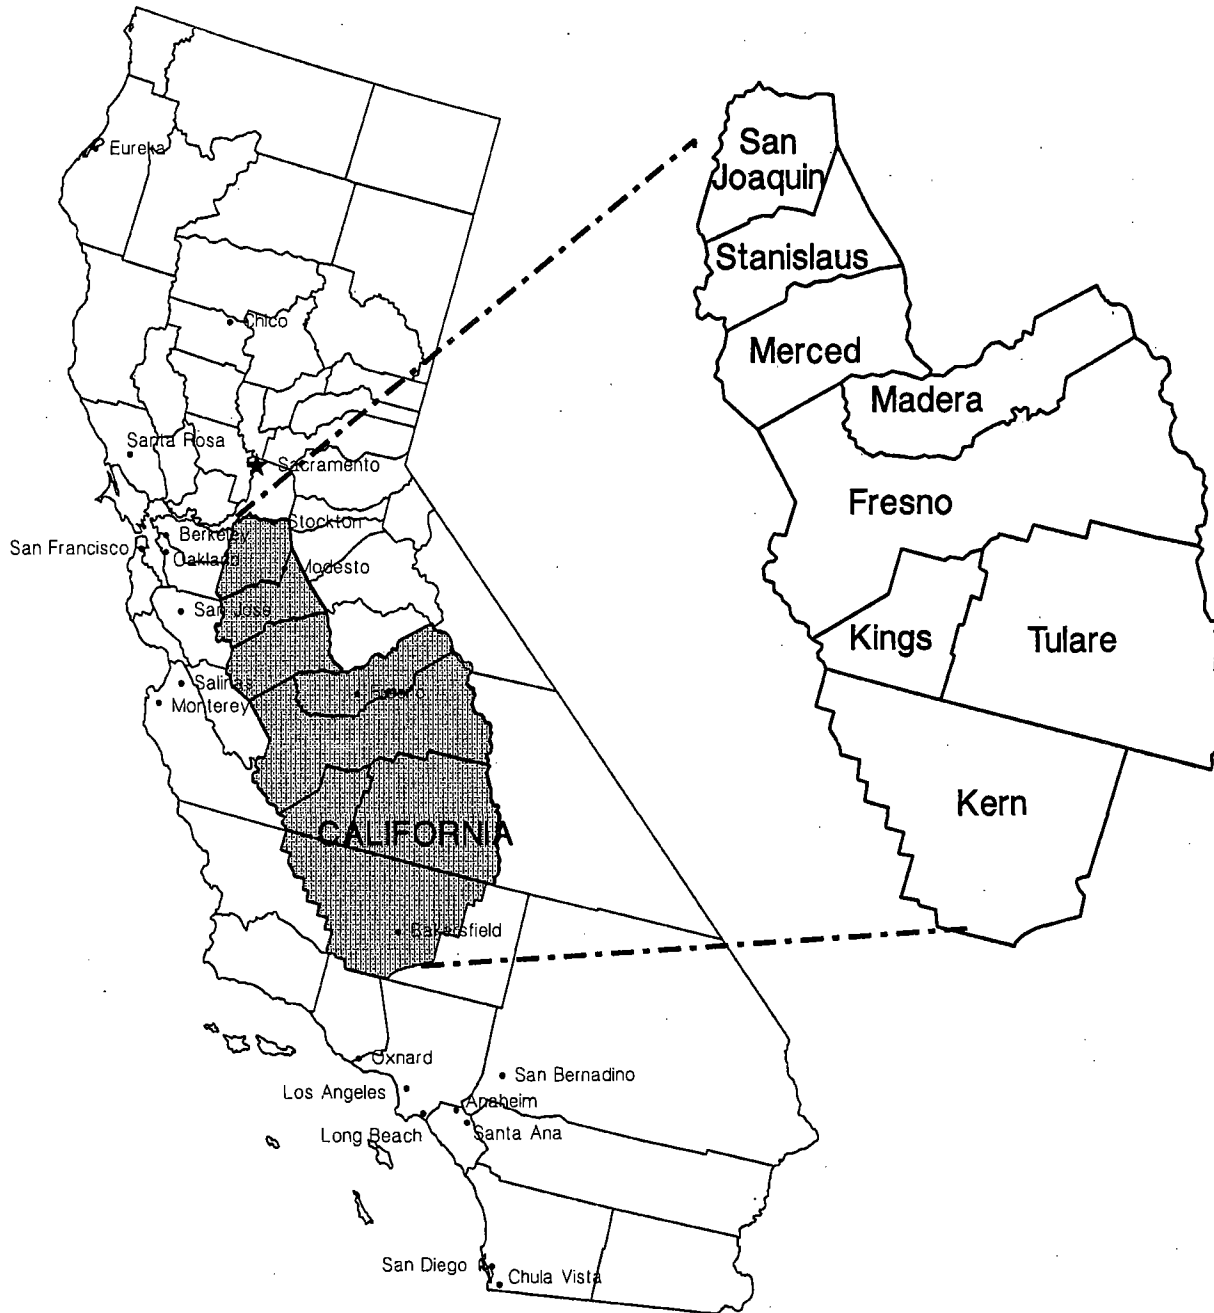 Eureka
Chico
Santa Rosa
Sacramento
Stockton
Berkeley
San Francisco
Oakland
Modesto
San Jose
Salinas
Monterey
CALIFORNIA
Bakersfield
Oxnard
Los Angeles
San Bernadino
Anaheim
Long Beach
Santa Ana
San Diego
Chula Vista
San
Joaquin
Stanislaus
Merced
Madera
Fresno
Kings
Tulare
Kern